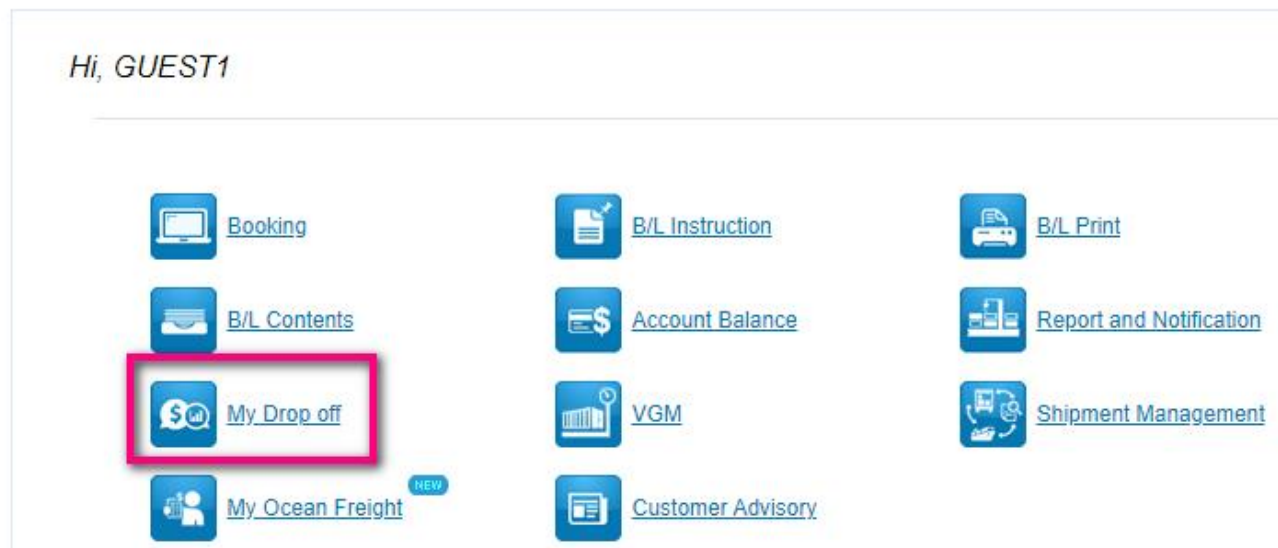 Hi, GUEST1
Booking
B/L Instruction
B/L Print
B/L Contents
Account Balance
Report and Notification
My Drop off
VGM
Shipment Management
My Ocean Freight NEW
Customer Advisory